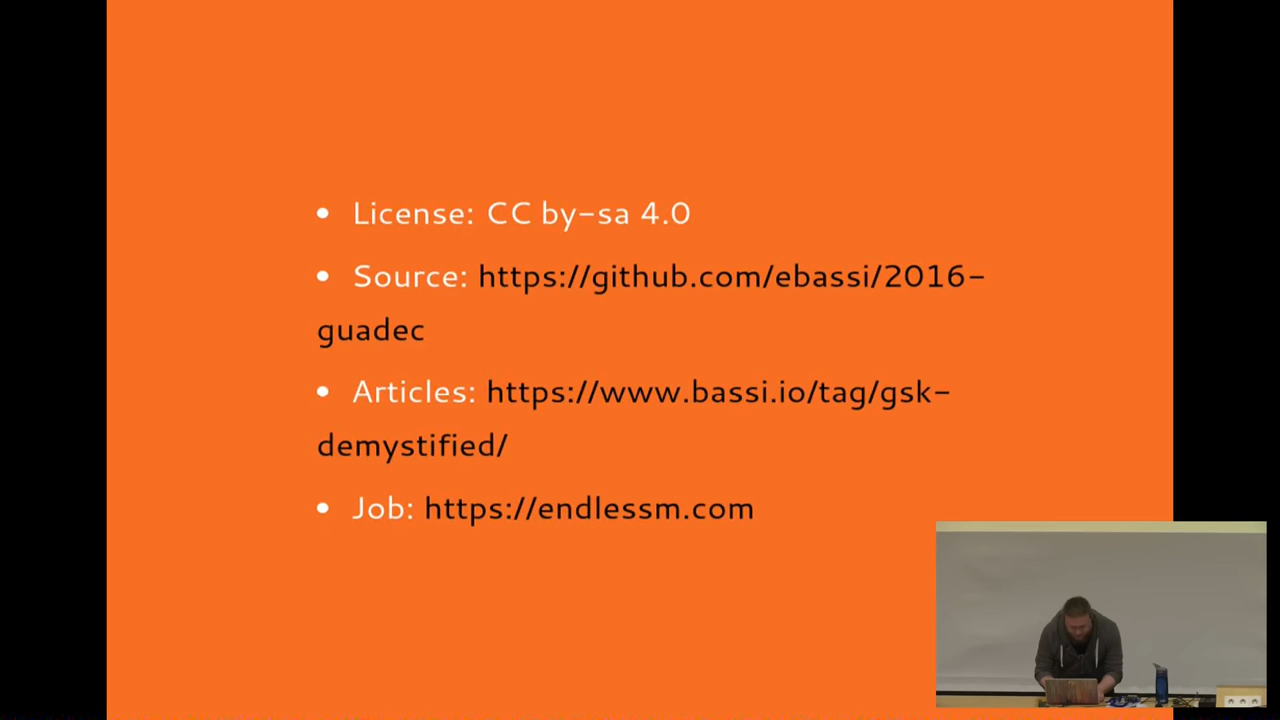 • License: CC by-sa 4.0
• Source: https://github.com/ebassi/2016-
guadec
• Articles: https://www.bassi.io/tag/gsk-
demystified/
• Job: https://endlessm.com